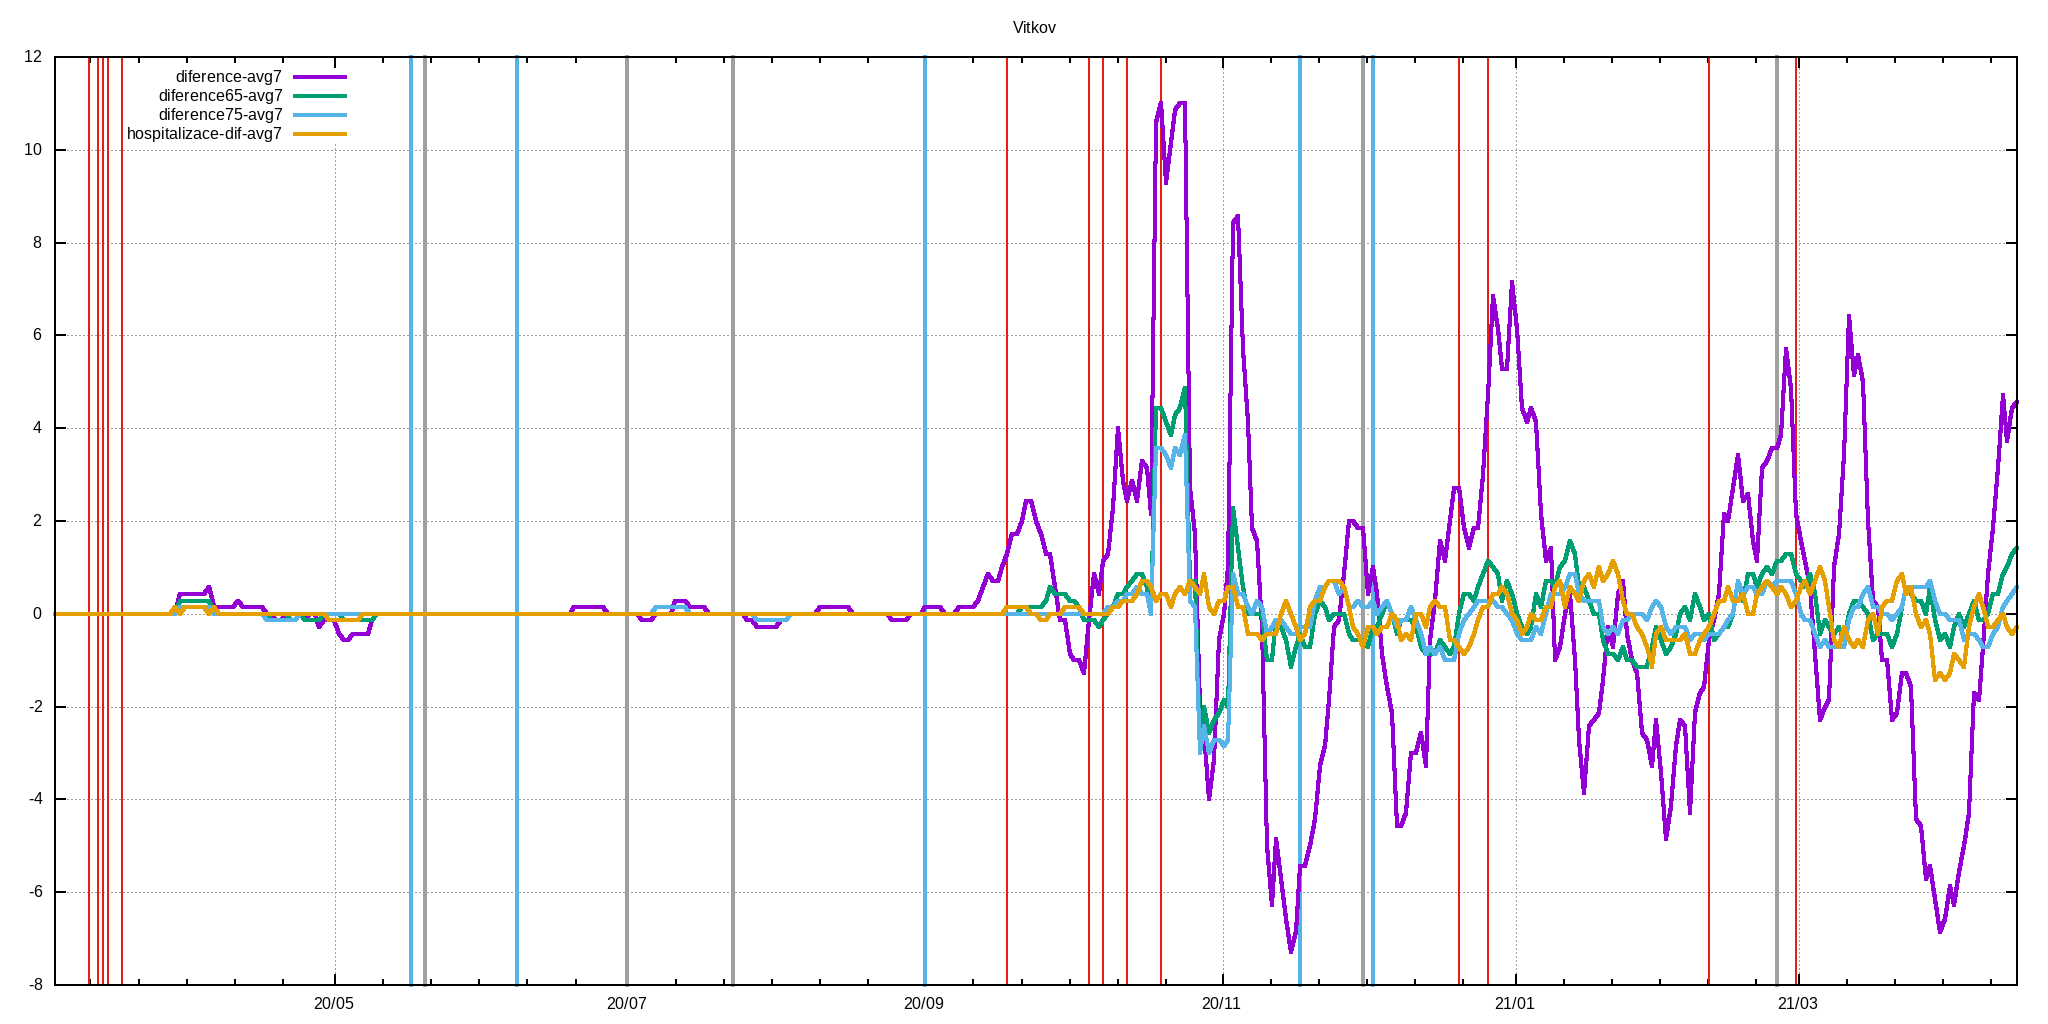 Vitkov
diference-avg7
diference65-avg7
diference75-avg7
hospitalizace-dif-avg7
12
10
8
6
4
2
0
-2
-4
-6
-8
20/05 20/07 20/09 20/11 21/01 21/03